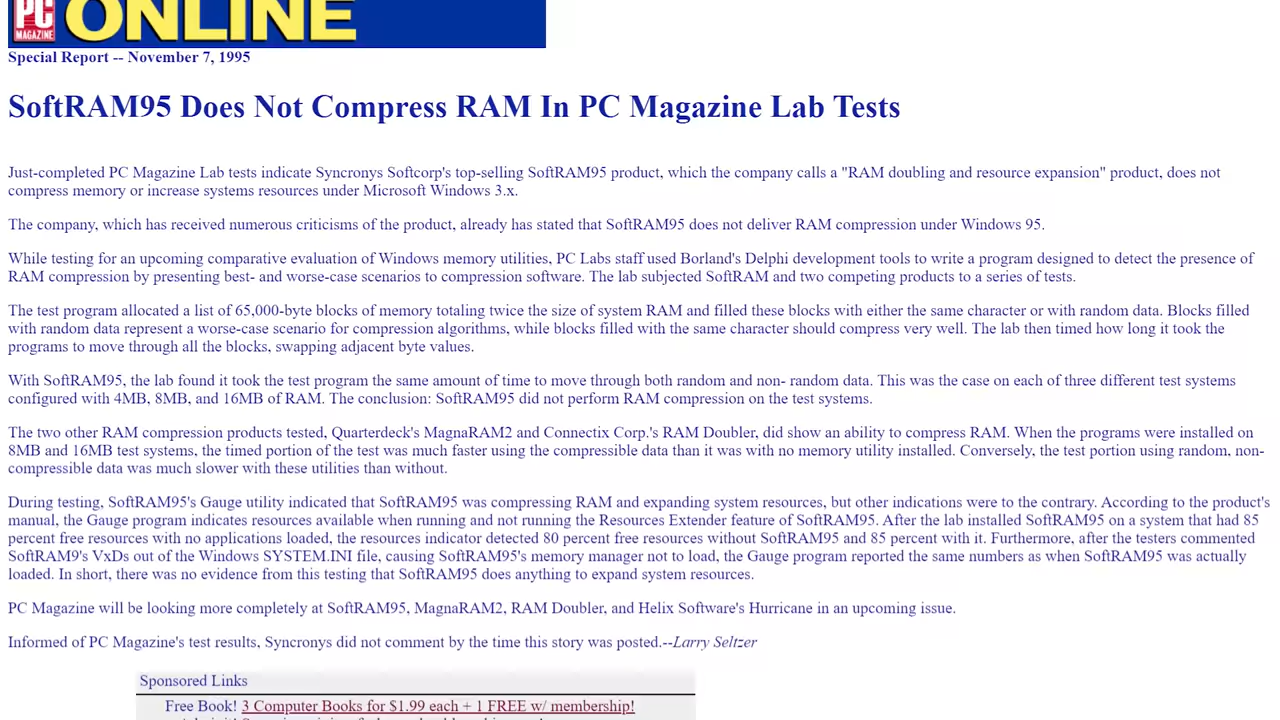 PC
MAGAZINE
ONLINE
Special Report -- November 7, 1995
SoftRAM95 Does Not Compress RAM In PC Magazine Lab Tests
Just-completed PC Magazine Lab tests indicate Syncronys Softcorp's top-selling SoftRAM95 product, which the company calls a "RAM doubling and resource expansion" product, does not
compress memory or increase systems resources under Microsoft Windows 3.x.
The company, which has received numerous criticisms of the product, already has stated that SoftRAM95 does not deliver RAM compression under Windows 95.
While testing for an upcoming comparative evaluation of Windows memory utilities, PC Labs staff used Borland's Delphi development tools to write a program designed to detect the presence of
RAM compression by presenting best- and worse-case scenarios to compression software. The lab subjected SoftRAM and two competing products to a series of tests.
The test program allocated a list of 65,000-byte blocks of memory totaling twice the size of system RAM and filled these blocks with either the same character or with random data. Blocks filled
with random data represent a worse-case scenario for compression algorithms, while blocks filled with the same character should compress very well. The lab then timed how long it took the
programs to move through all the blocks, swapping adjacent byte values.
With SoftRAM95, the lab found it took the test program the same amount of time to move through both random and non- random data. This was the case on each of three different test systems
configured with 4MB, 8MB, and 16MB of RAM. The conclusion: SoftRAM95 did not perform RAM compression on the test systems.
The two other RAM compression products tested, Quarterdeck's MagnaRAM2 and Connectix Corp.'s RAM Doubler, did show an ability to compress RAM. When the programs were installed on
8MB and 16MB test systems, the timed portion of the test was much faster using the compressible data than it was with no memory utility installed. Conversely, the test portion using random, non-
compressible data was much slower with these utilities than without.
During testing, SoftRAM95's Gauge utility indicated that SoftRAM95 was compressing RAM and expanding system resources, but other indications were to the contrary. According to the product's
manual, the Gauge program indicates resources available when running and not running the Resources Extender feature of SoftRAM95. After the lab installed SoftRAM95 on a system that had 85
percent free resources with no applications loaded, the resources indicator detected 80 percent free resources without SoftRAM95 and 85 percent with it. Furthermore, after the testers commented
SoftRAM9's VxDs out of the Windows SYSTEM.INI file, causing SoftRAM95's memory manager not to load, the Gauge program reported the same numbers as when SoftRAM95 was actually
loaded. In short, there was no evidence from this testing that SoftRAM95 does anything to expand system resources.
PC Magazine will be looking more completely at SoftRAM95, MagnaRAM2, RAM Doubler, and Helix Software's Hurricane in an upcoming issue.
Informed of PC Magazine's test results, Syncronys did not comment by the time this story was posted.--Larry Seltzer
Sponsored Links
Free Book! 3 Computer Books for $1.99 each + 1 FREE w/ membership!